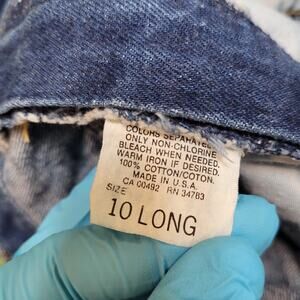 COLORS SEPARATELY
ONLY NON-CHLORINE
BLEACH WHEN NEEDED.
WARM IRON IF DESIRED.
100% COTTON/COTON.
MADE IN U.S.A.
CA 00492 RN 34783
SIZE
10 LONG